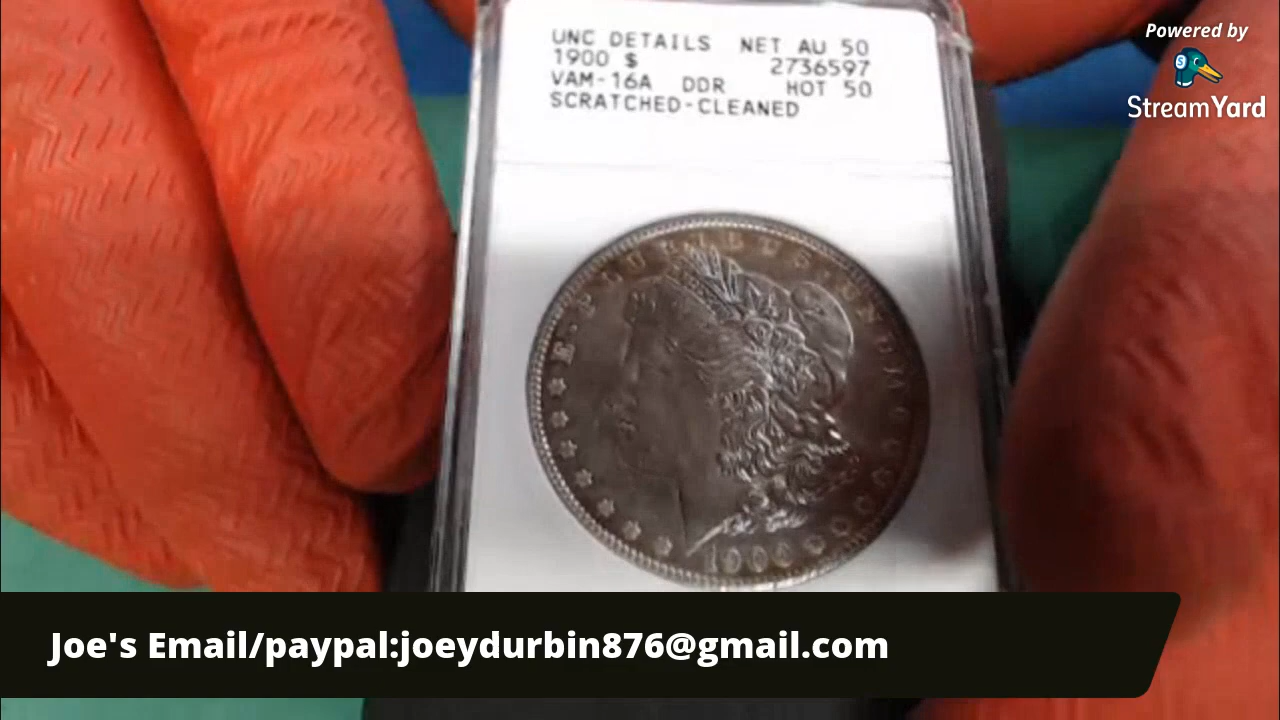 UNC DETAILS NET AU 50
1900 $ 2736597
VAM-16A DDR HOT 50
SCRATCHED-CLEANED
Powered by
StreamYard
1900
Joe's Email/paypal:joeydurbin876@gmail.com